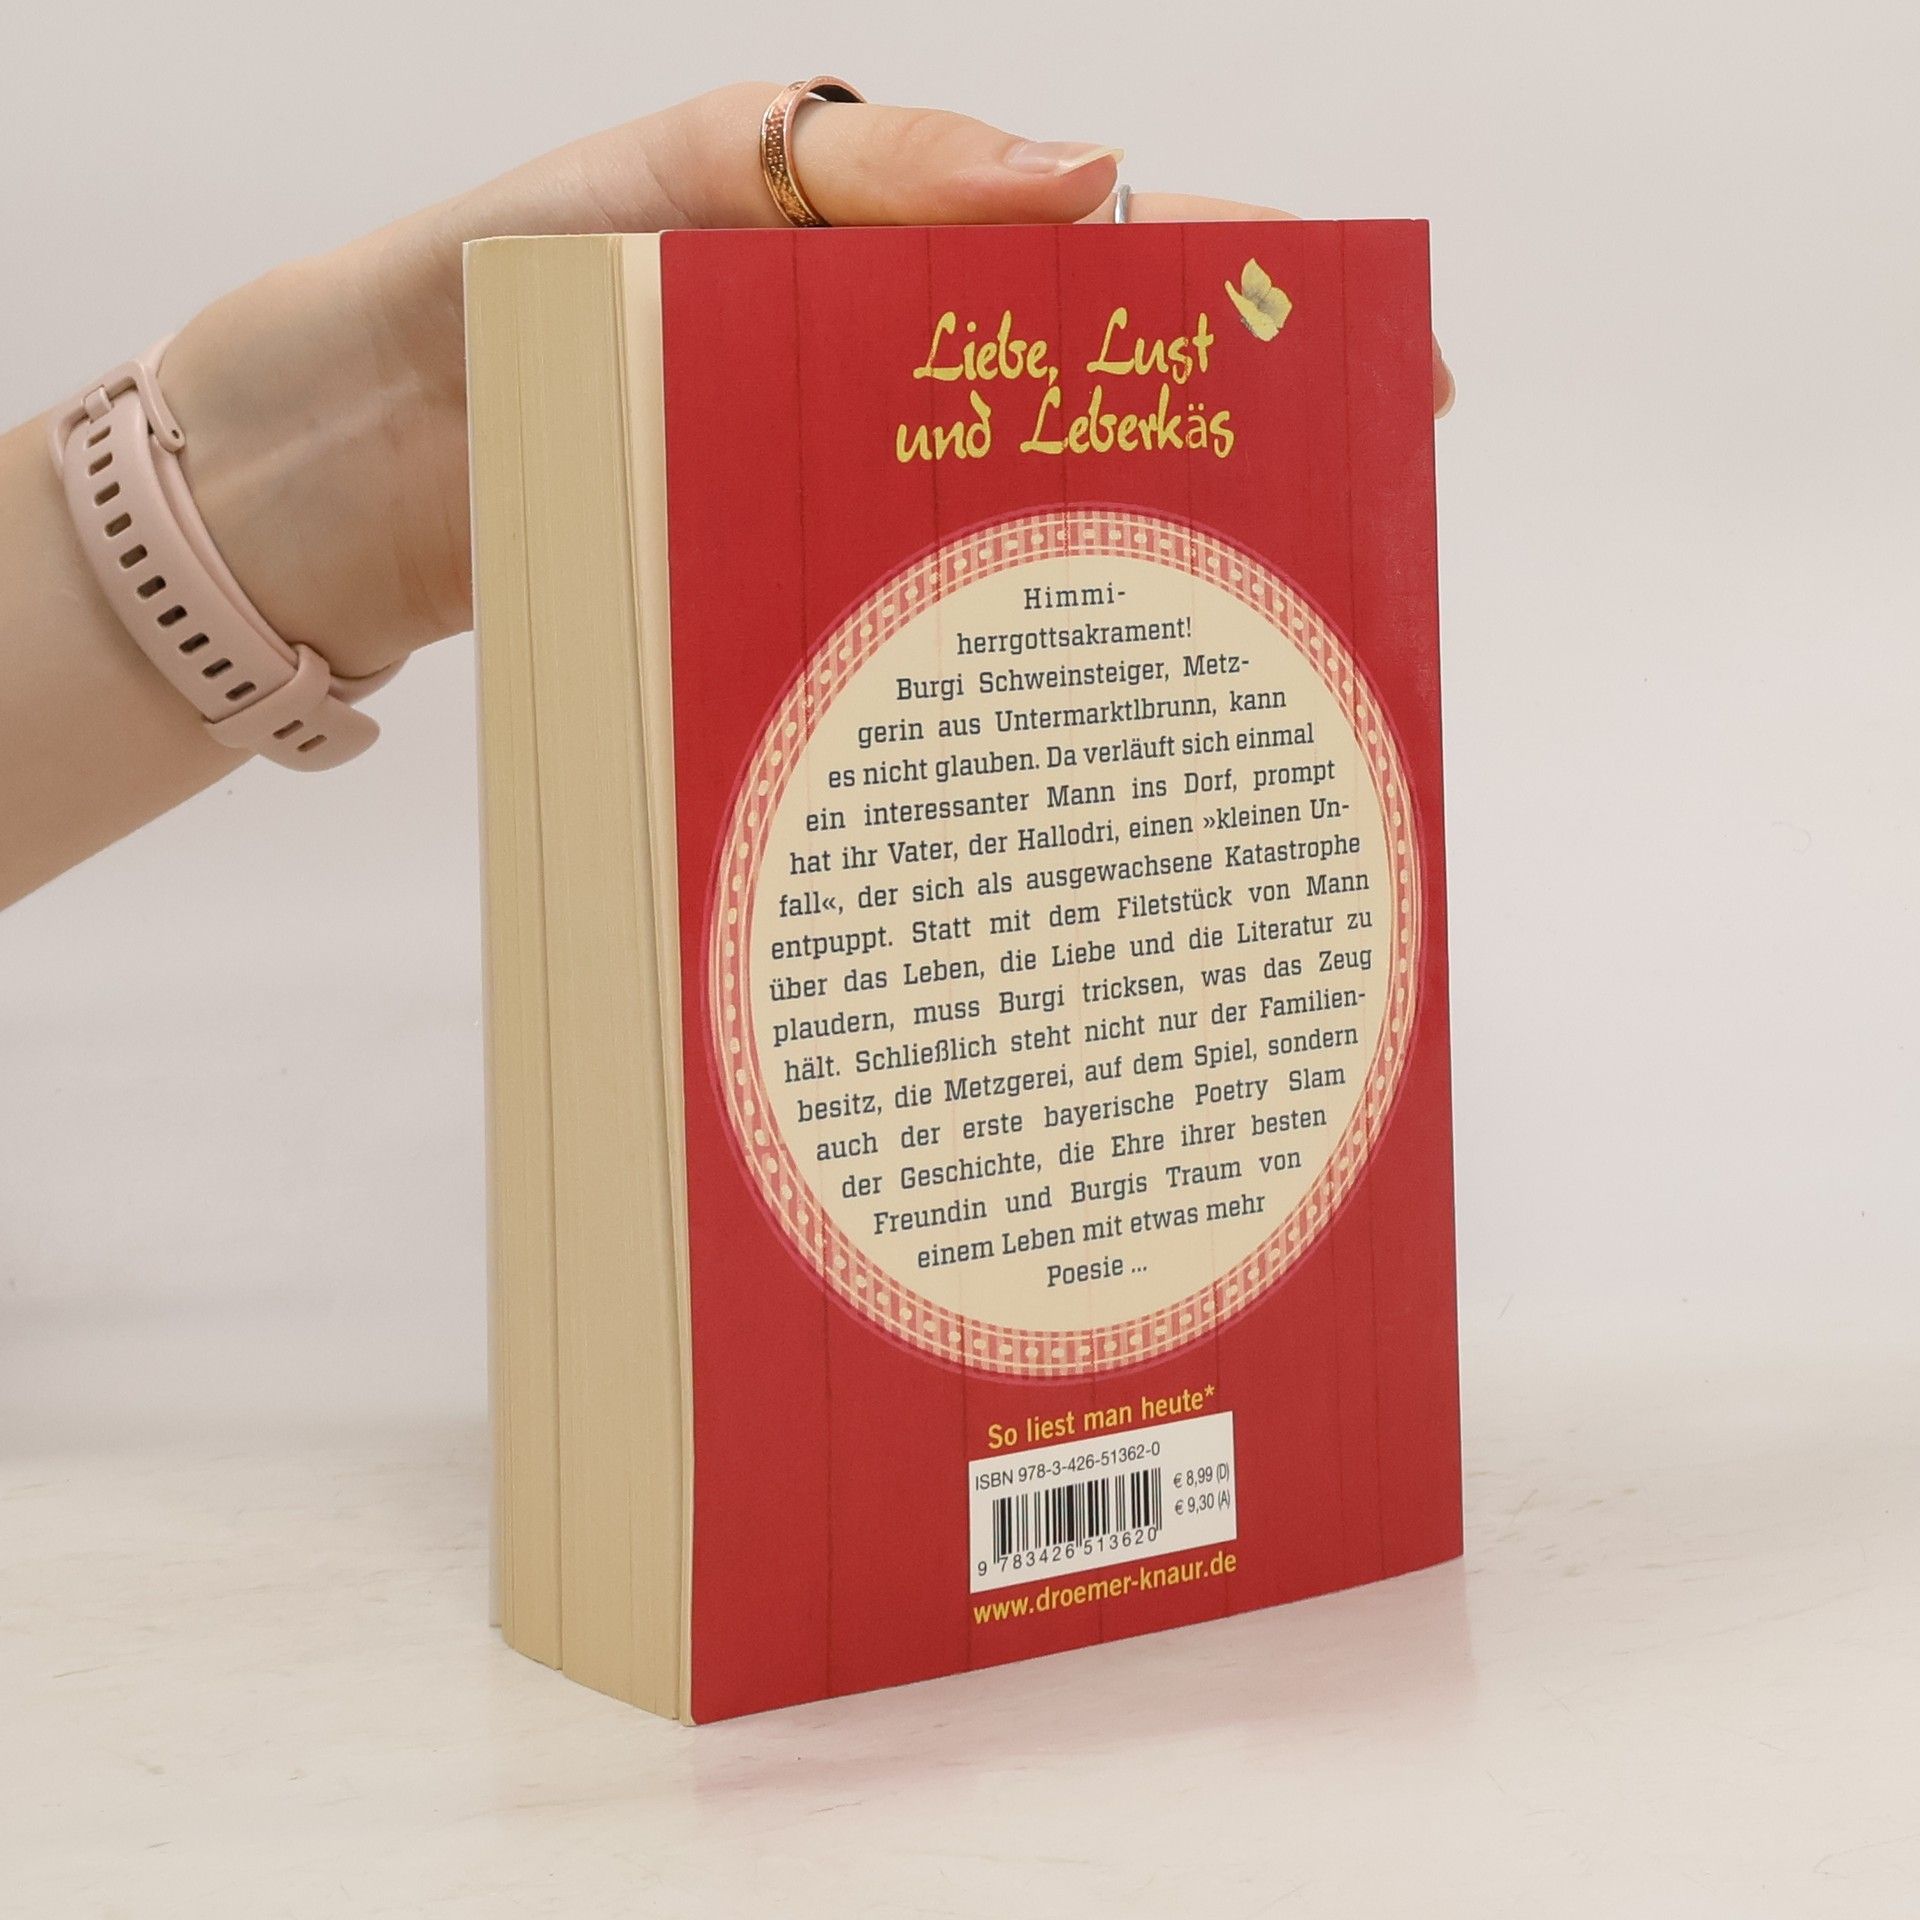 Liebe, Lust
und Leberkäs
Himmi-
herrgottsakrament!
Burgi Schweinsteiger, Metz-
gerin aus Untermarktlbrunn, kann
es nicht glauben. Da verläuft sich einmal
ein interessanter Mann ins Dorf, prompt
hat ihr Vater, der Hallodri, einen »kleinen Un-
fall«, der sich als ausgewachsene Katastrophe
entpuppt. Statt mit dem Filetstück von Mann
über das Leben, die Liebe und die Literatur zu
plaudern, muss Burgi tricksen, was das Zeug
hält. Schließlich steht nicht nur der Familien-
besitz, die Metzgerei, auf dem Spiel, sondern
auch der erste bayerische Poetry Slam
der Geschichte, die Ehre ihrer besten
Freundin und Burgis Traum von
einem Leben mit etwas mehr
Poesie ...
So liest man heute*
ISBN 978-3-426-51362-0
€ 8,99 (D)
€ 9,30 (A)
9 783426 513620
www.droemer-knaur.de